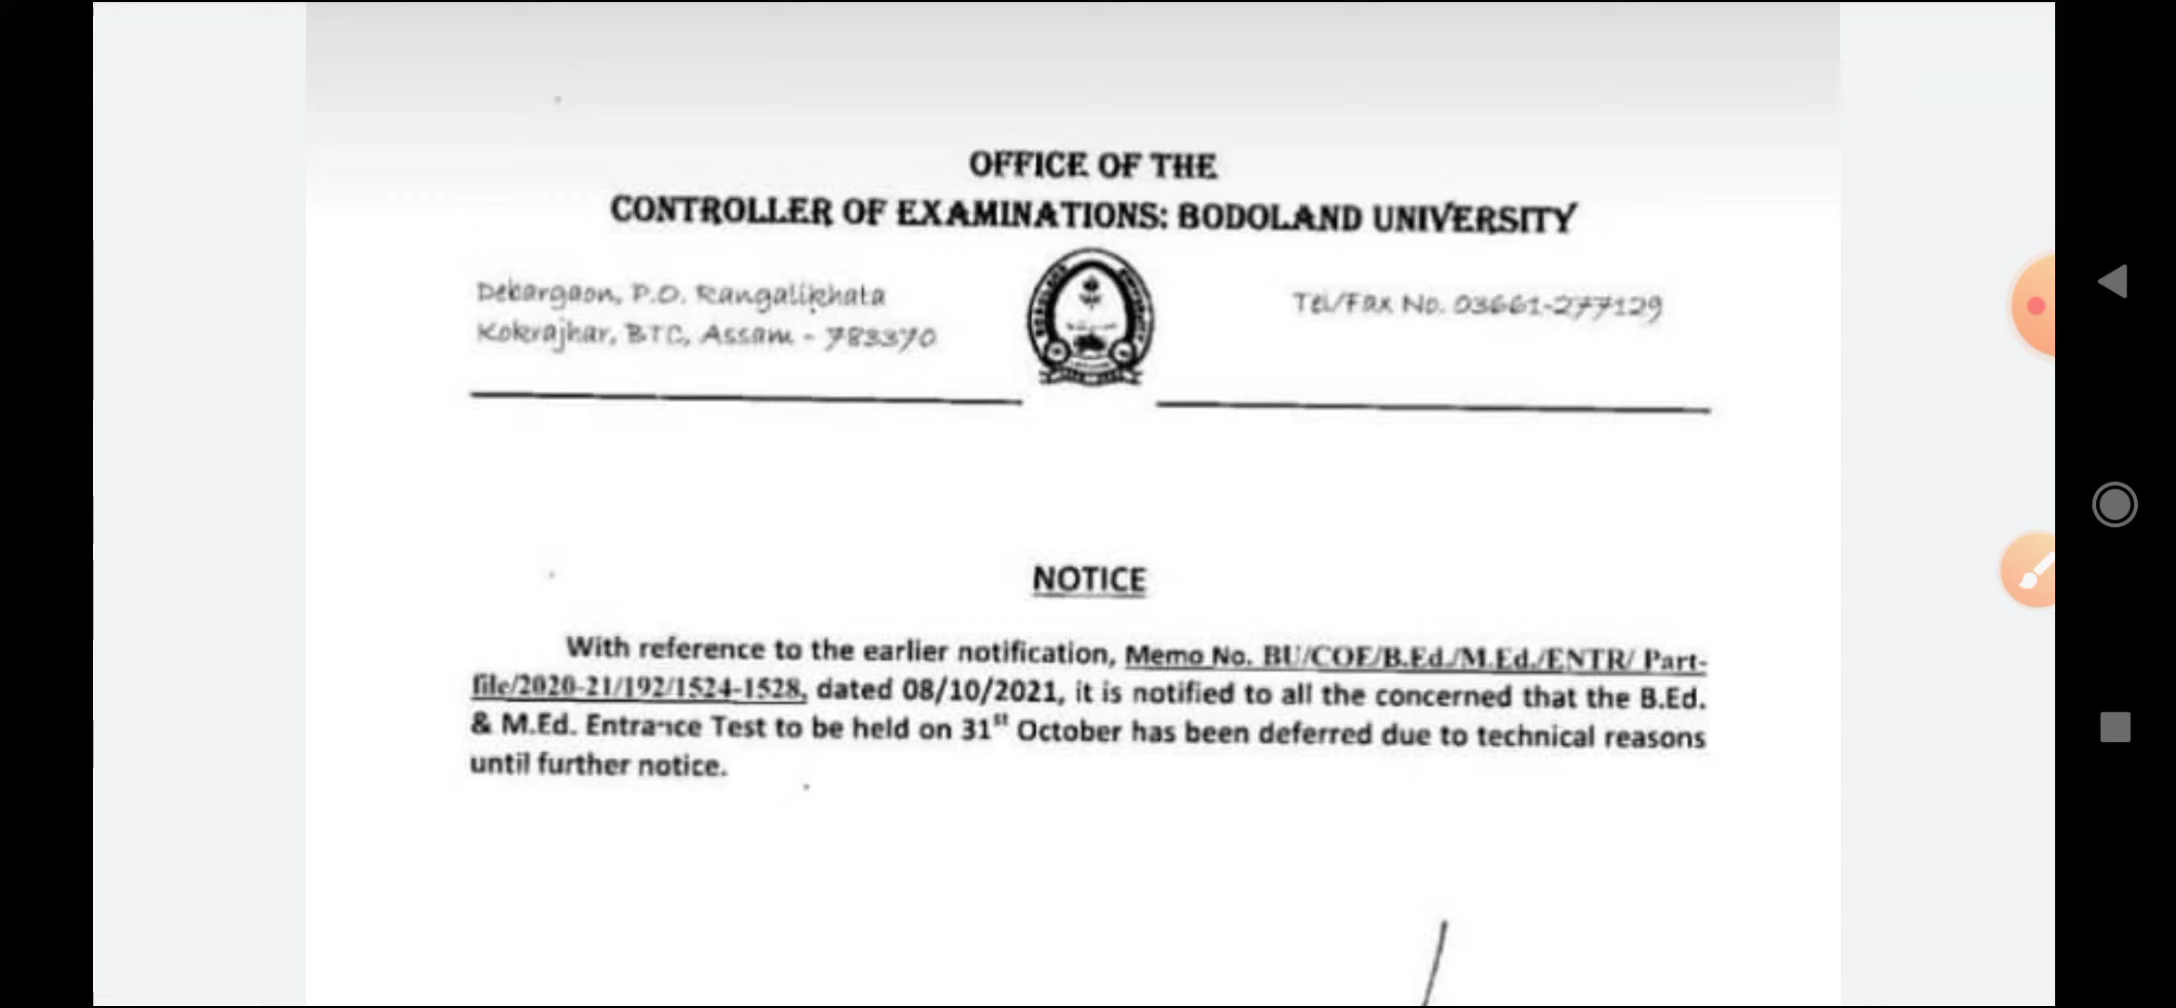 OFFICE OF THE
CONTROLLER OF EXAMINATIONS: BODOLAND UNIVERSITY
Debargaon, P.O. Rangalikhata
Kokrajhar, BTC, Assam - 783370
Tel/Fax No. 03661-277129
NOTICE
With reference to the earlier notification, Memo No. BU/COE/B.Ed./M.Ed./ENTR/ Part-
file/2020-21/192/1524-1528, dated 08/10/2021, it is notified to all the concerned that the B.Ed.
& M.Ed. Entrance Test to be held on 31st October has been deferred due to technical reasons
until further notice.